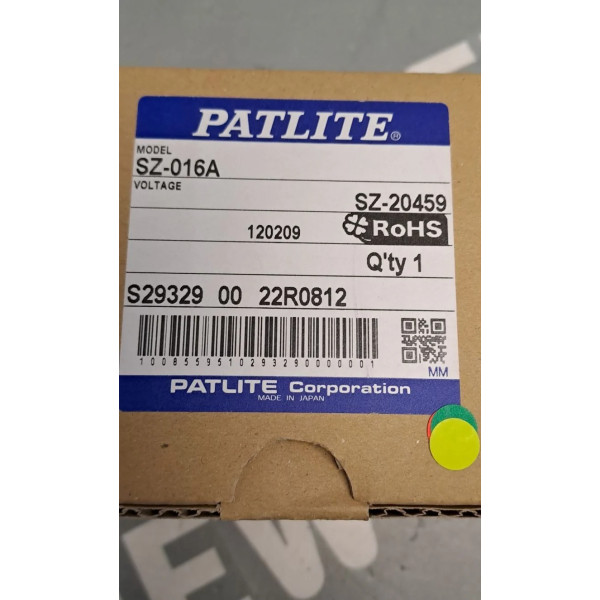 PATLITE®
MODEL
SZ-016A
VOLTAGE
SZ-20459
120209
RoHS
Q'ty 1
S29329 00 22R0812
1008559510293290000001
MM
PATLITE Corporation
MADE IN JAPAN